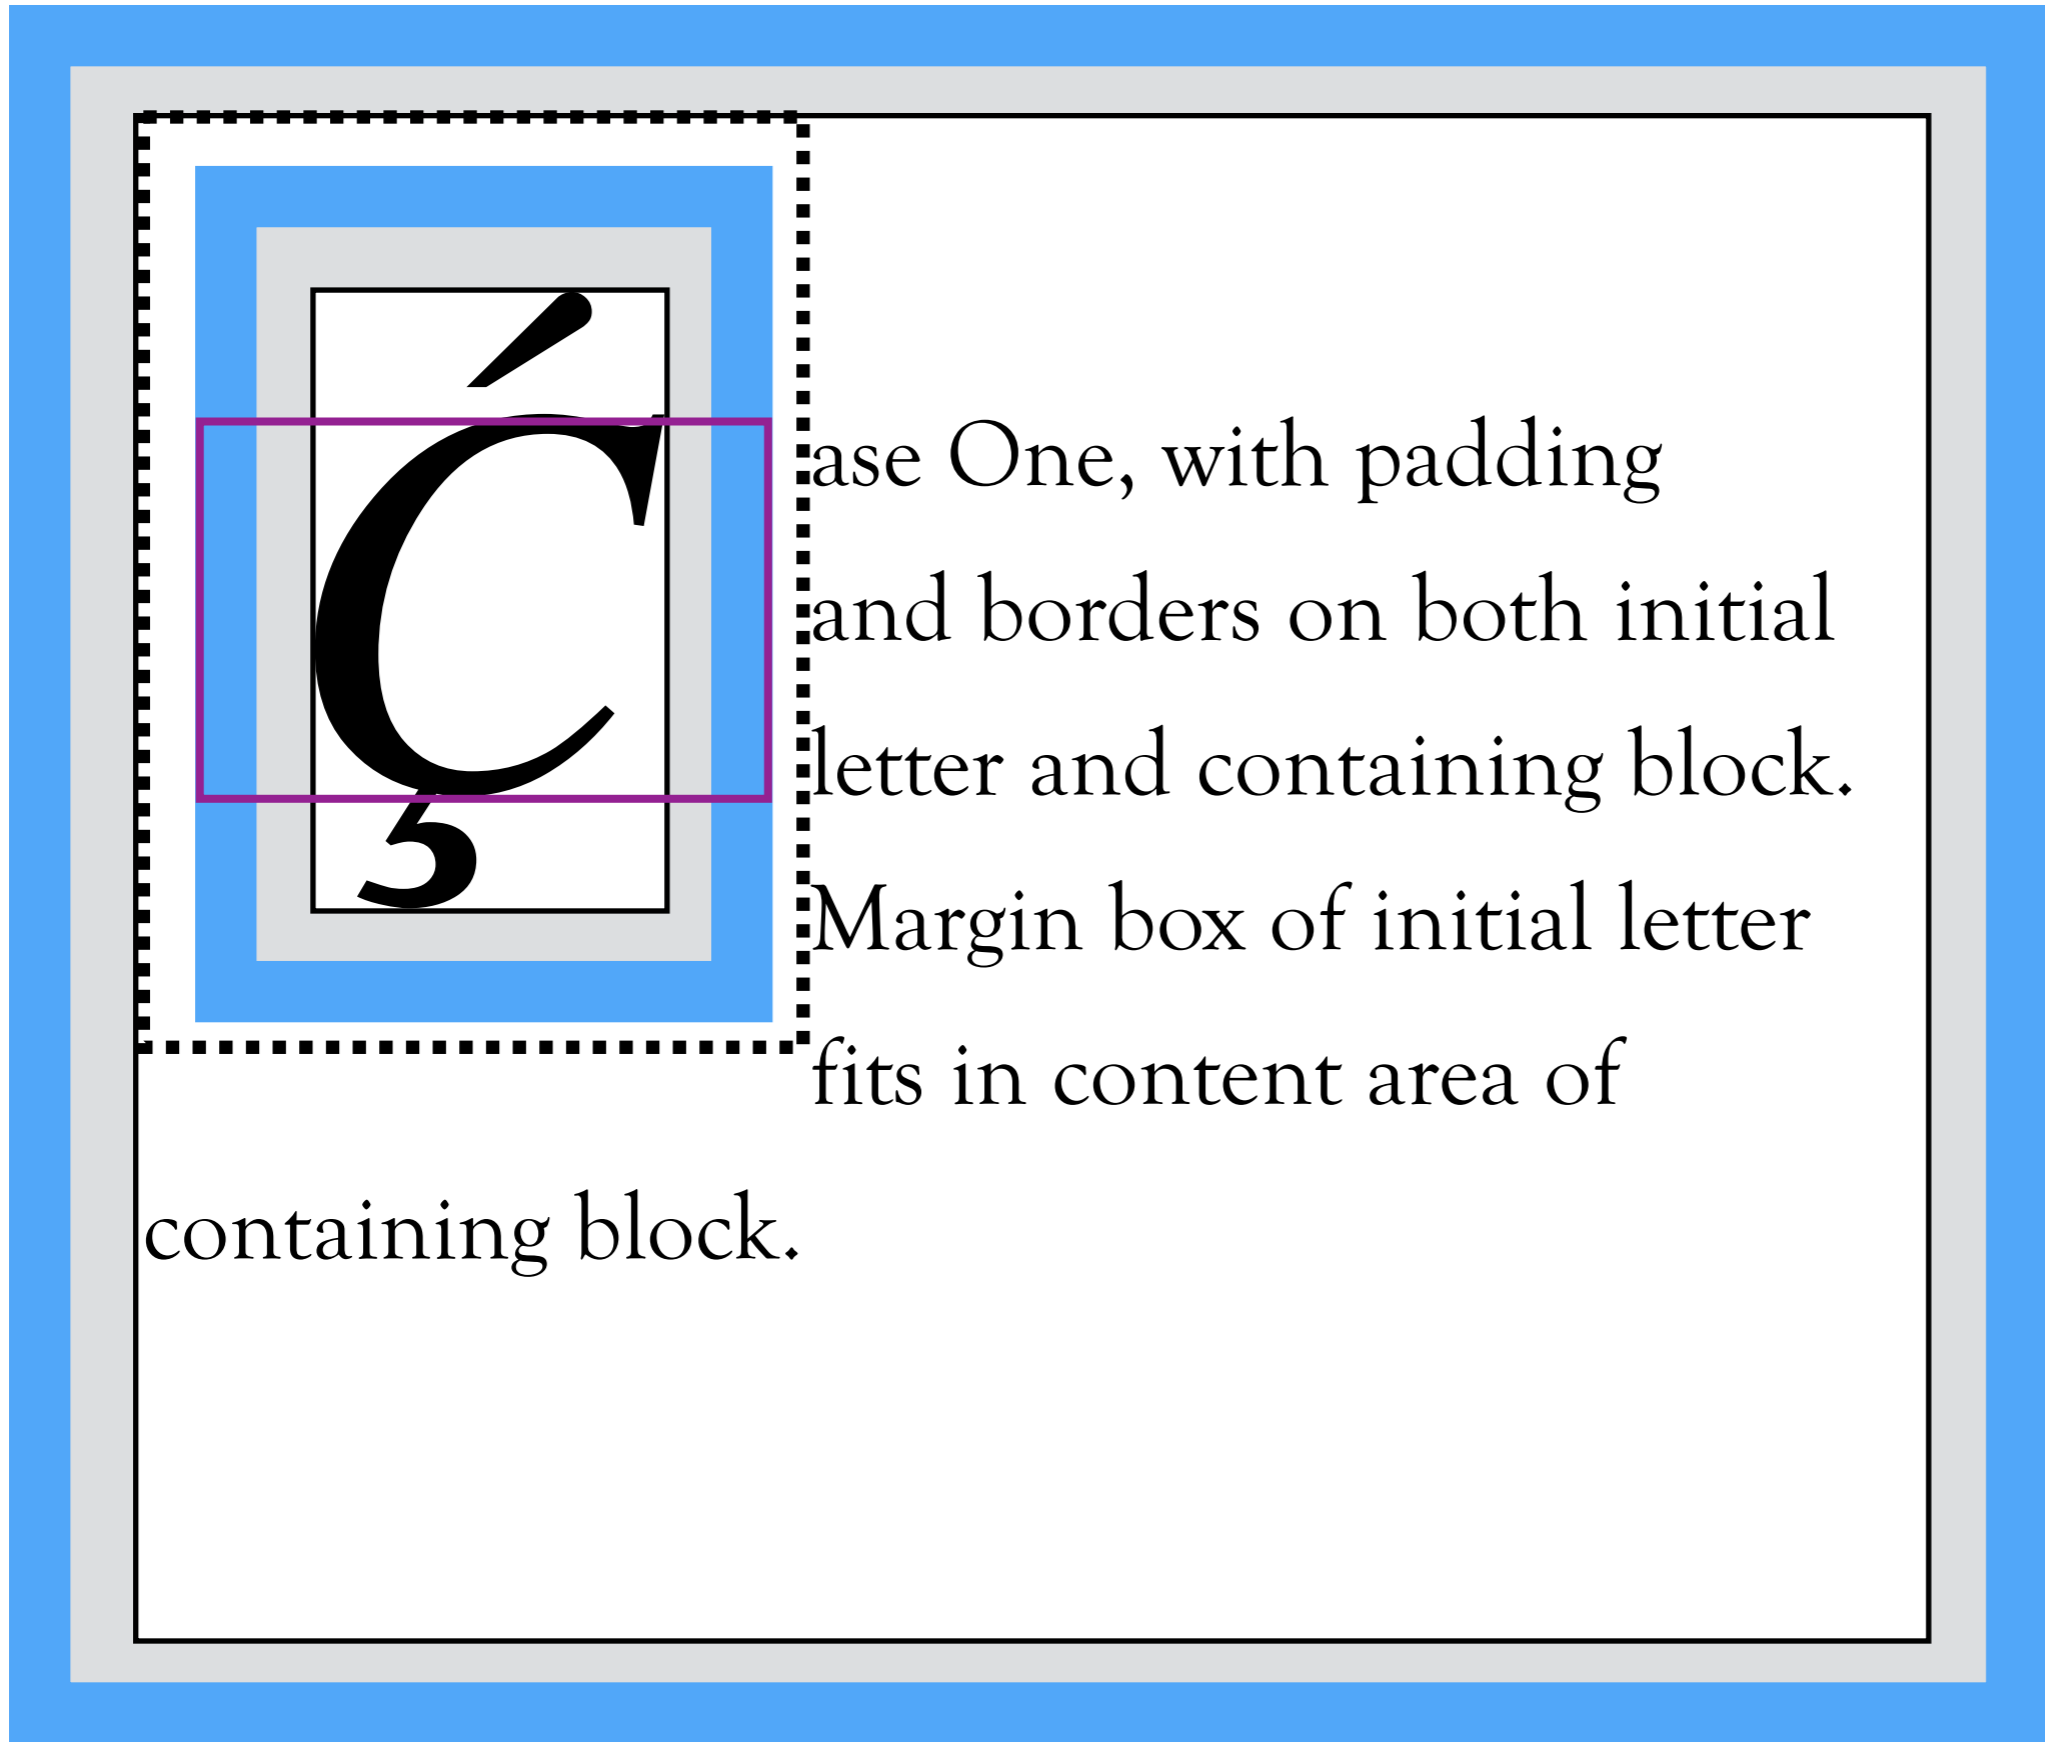 Ḉase One, with padding
and borders on both initial
letter and containing block.
Margin box of initial letter
fits in content area of
containing block.